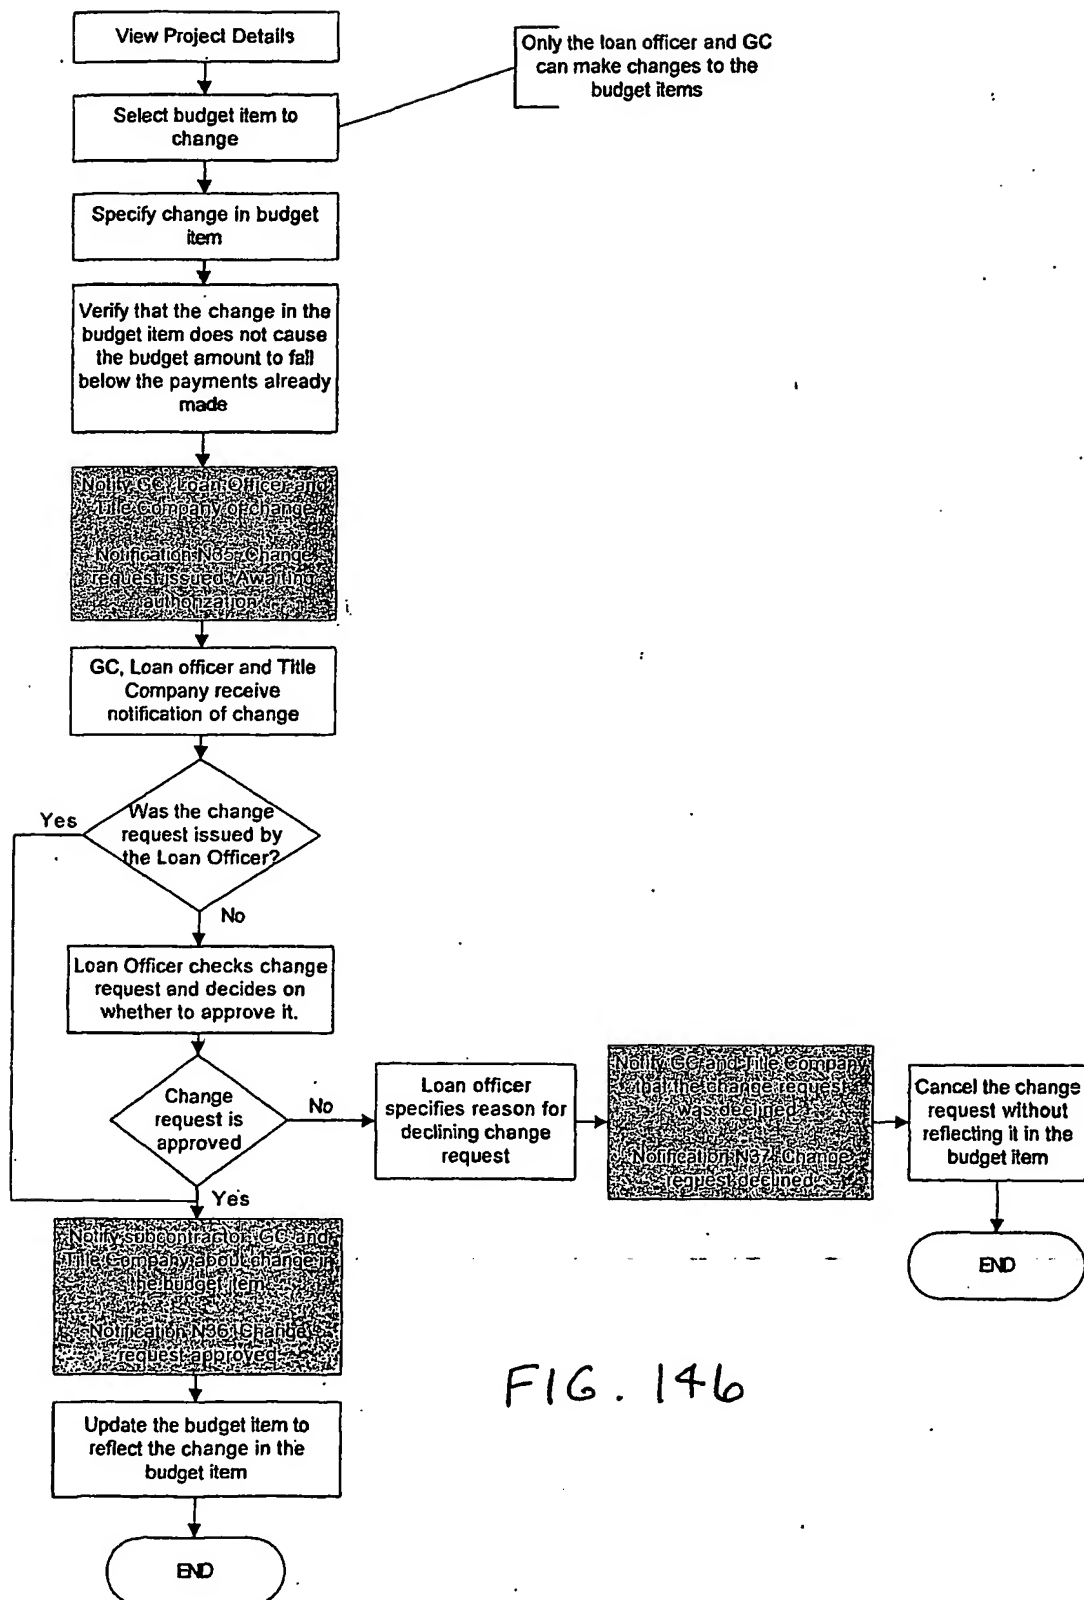 View Project Details
Only the loan officer and GC
can make changes to the
budget items
Select budget item to
change
Specify change in budget
item
Verify that the change in the
budget item does not cause
the budget amount to fall
below the payments already
made
Notify GC, Loan Officer and
Title Company of change
Notification N35: Change
request issued. Awaiting
authorization
GC, Loan officer and Title
Company receive
notification of change
Was the change
request issued by
the Loan Officer?
Yes
No
Loan Officer checks change
request and decides on
whether to approve it.
Change
request is
approved
No
Loan officer
specifies reason for
declining change
request
Notify GC and Title Company
that the change request
was declined
Notification N37: Change
request declined
Cancel the change
request without
reflecting it in the
budget item
END
Yes
Notify subcontractor, GC and
Title Company about change in
the budget item
Notification N36: Change
request approved
Update the budget item to
reflect the change in the
budget item
END
FIG. 14b